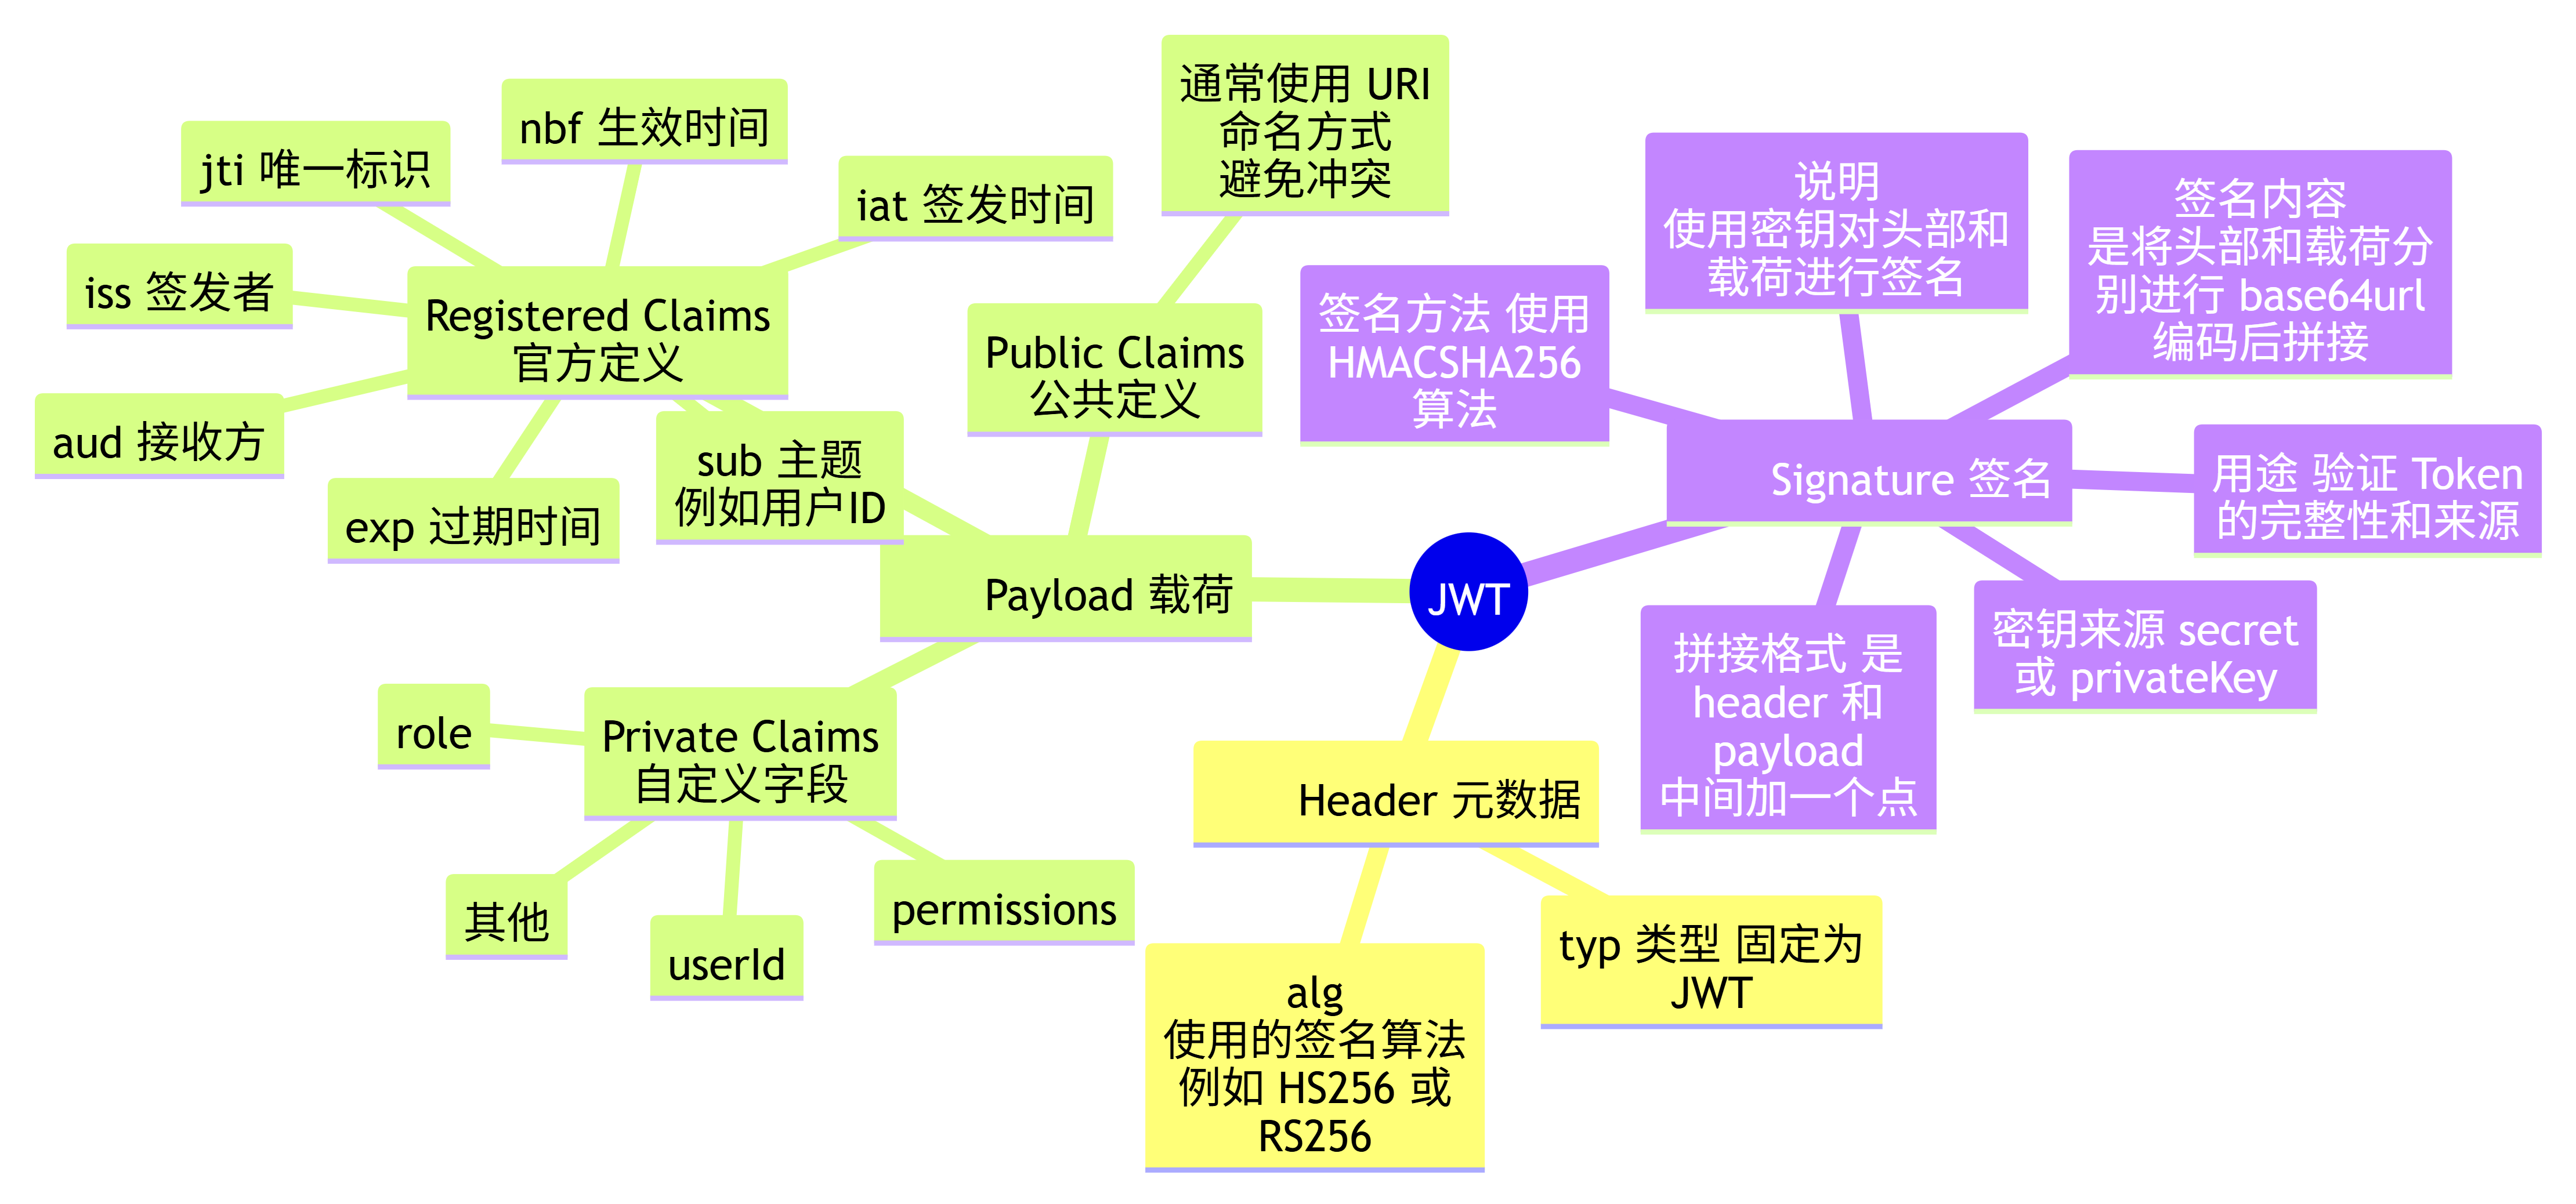 JWT
Header 元数据
alg
使用的签名算法
例如 HS256 或
RS256
typ 类型 固定为
JWT
Payload 载荷
Registered Claims
官方定义
iss 签发者
jti 唯一标识
nbf 生效时间
iat 签发时间
aud 接收方
exp 过期时间
sub 主题
例如用户ID
Public Claims
公共定义
通常使用 URI
命名方式
避免冲突
Private Claims
自定义字段
role
其他
userId
permissions
Signature 签名
签名方法 使用
HMACSHA256
算法
说明
使用密钥对头部和
载荷进行签名
签名内容
是将头部和载荷分
别进行 base64url
编码后拼接
用途 验证 Token
的完整性和来源
密钥来源 secret
或 privateKey
拼接格式 是
header 和
payload
中间加一个点